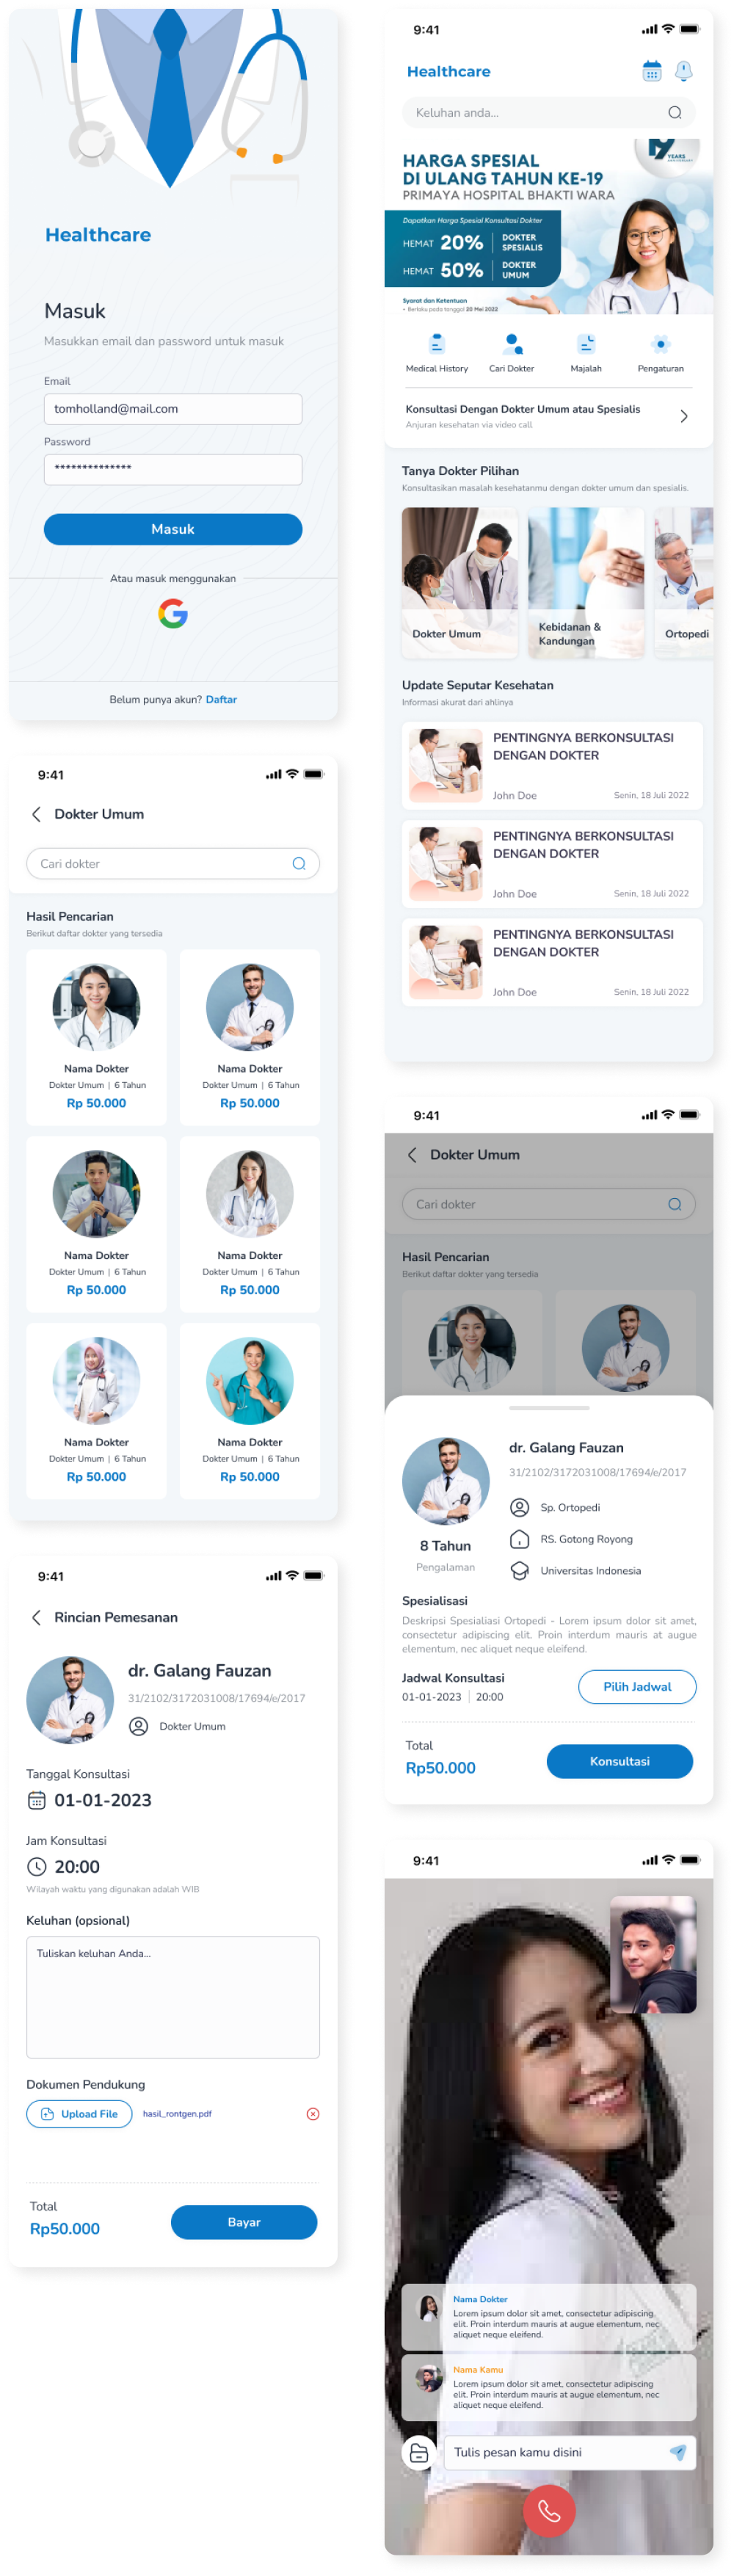 Healthcare
Masuk
Masukkan email dan password untuk masuk
Email
tomholland@mail.com
Password
**************
Masuk
Atau masuk menggunakan
Belum punya akun? Daftar
9:41
Healthcare
Keluhan anda...
YEARS
HARGA SPESIAL
DI ULANG TAHUN KE-19
PRIMAYA HOSPITAL BHAKTI WARA
Dapatkan Harga Spesial Konsultasi Dokter
HEMAT 20% DOKTER SPESIALIS
HEMAT 50% DOKTER UMUM
Syarat dan Ketentuan
• Berlaku pada tanggal 20 Mei 2022
Medical History
Cari Dokter
Majalah
Pengaturan
Konsultasi Dengan Dokter Umum atau Spesialis
Anjuran kesehatan via video call
Tanya Dokter Pilihan
Konsultasikan masalah kesehatanmu dengan dokter umum dan spesialis.
Dokter Umum
Kebidanan &
Kandungan
Ortopedi
Update Seputar Kesehatan
Informasi akurat dari ahlinya
PENTINGNYA BERKONSULTASI
DENGAN DOKTER
John Doe
Senin, 18 Juli 2022
PENTINGNYA BERKONSULTASI
DENGAN DOKTER
John Doe
Senin, 18 Juli 2022
PENTINGNYA BERKONSULTASI
DENGAN DOKTER
John Doe
Senin, 18 Juli 2022
9:41
Dokter Umum
Cari dokter
Hasil Pencarian
Berikut daftar dokter yang tersedia
Nama Dokter
Dokter Umum | 6 Tahun
Rp 50.000
Nama Dokter
Dokter Umum | 6 Tahun
Rp 50.000
Nama Dokter
Dokter Umum | 6 Tahun
Rp 50.000
Nama Dokter
Dokter Umum | 6 Tahun
Rp 50.000
Nama Dokter
Dokter Umum | 6 Tahun
Rp 50.000
Nama Dokter
Dokter Umum | 6 Tahun
Rp 50.000
9:41
Dokter Umum
Cari dokter
Hasil Pencarian
Berikut daftar dokter yang tersedia
dr. Galang Fauzan
31/2102/3172031008/17694/e/2017
Sp. Ortopedi
RS. Gotong Royong
Universitas Indonesia
8 Tahun
Pengalaman
Spesialisasi
Deskripsi Spesialiasi Ortopedi - Lorem ipsum dolor sit amet,
consectetur adipiscing elit. Proin interdum mauris at augue
elementum, nec aliquet neque eleifend.
Jadwal Konsultasi
01-01-2023 | 20:00
Pilih Jadwal
Total
Rp50.000
Konsultasi
9:41
Rincian Pemesanan
dr. Galang Fauzan
31/2102/3172031008/17694/e/2017
Dokter Umum
Tanggal Konsultasi
01-01-2023
Jam Konsultasi
20:00
Wilayah waktu yang digunakan adalah WIB
Keluhan (opsional)
Tuliskan keluhan Anda...
Dokumen Pendukung
Upload File
hasil_rontgen.pdf
Total
Rp50.000
Bayar
9:41
Nama Dokter
Lorem ipsum dolor sit amet, consectetur adipiscing
elit. Proin interdum mauris at augue elementum, nec
aliquet neque eleifend.
Nama Kamu
Lorem ipsum dolor sit amet, consectetur adipiscing
elit. Proin interdum mauris at augue elementum, nec
aliquet neque eleifend.
Tulis pesan kamu disini